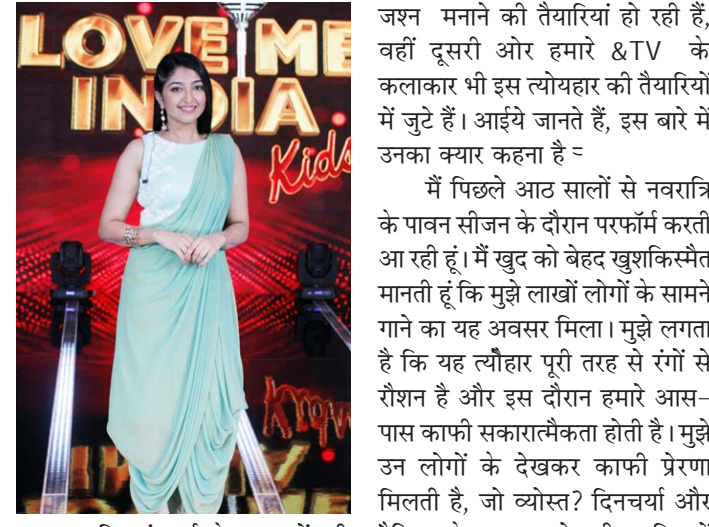 LOVE ME
INDIA
Kids
जश्न मनाने की तैयारियां हो रही हैं,
वहीं दूसरी ओर हमारे &TV के
कलाकार भी इस त्योयहार की तैयारियों
में जुटे हैं। आईये जानते हैं, इस बारे में
उनका क्यार कहना है =
मैं पिछले आठ सालों से नवरात्रि
के पावन सीजन के दौरान परफॉर्म करती
आ रही हूं। मैं खुद को बेहद खुशकिस्मैत
मानती हूं कि मुझे लाखों लोगों के सामने
गाने का यह अवसर मिला। मुझे लगता
है कि यह त्यौेहार पूरी तरह से रंगों से
रौशन है और इस दौरान हमारे आस-
पास काफी सकारात्मैकता होती है। मुझे
उन लोगों के देखकर काफी प्रेरणा
मिलती है, जो व्योस्त? दिनचर्या और